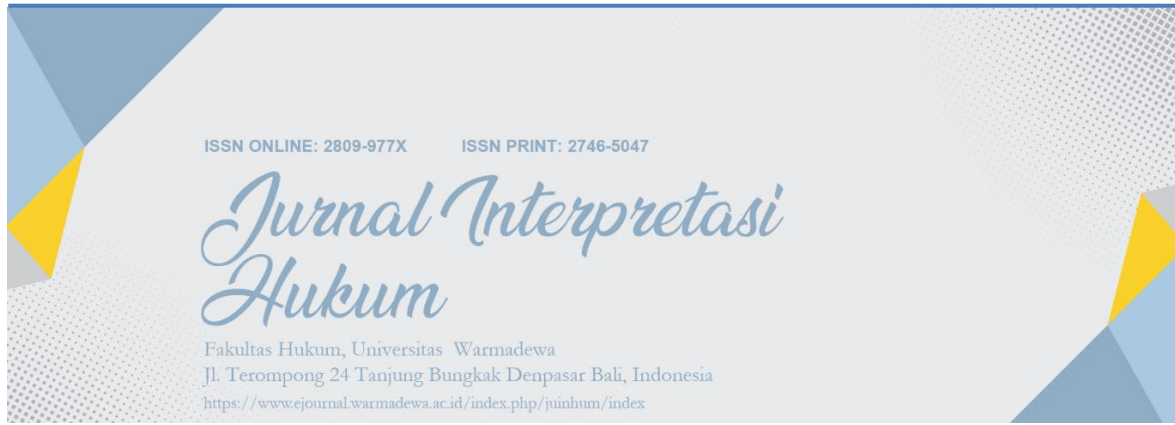 ISSN ONLINE: 2809-977X ISSN PRINT: 2746-5047
Jurnal Interpretasi
Hukum
Fakultas Hukum, Universitas Warmadewa
Jl. Terompong 24 Tanjung Bungkak Denpasar Bali, Indonesia
https://www.ejournal.warmadewa.ac.id/index.php/juinhum/index